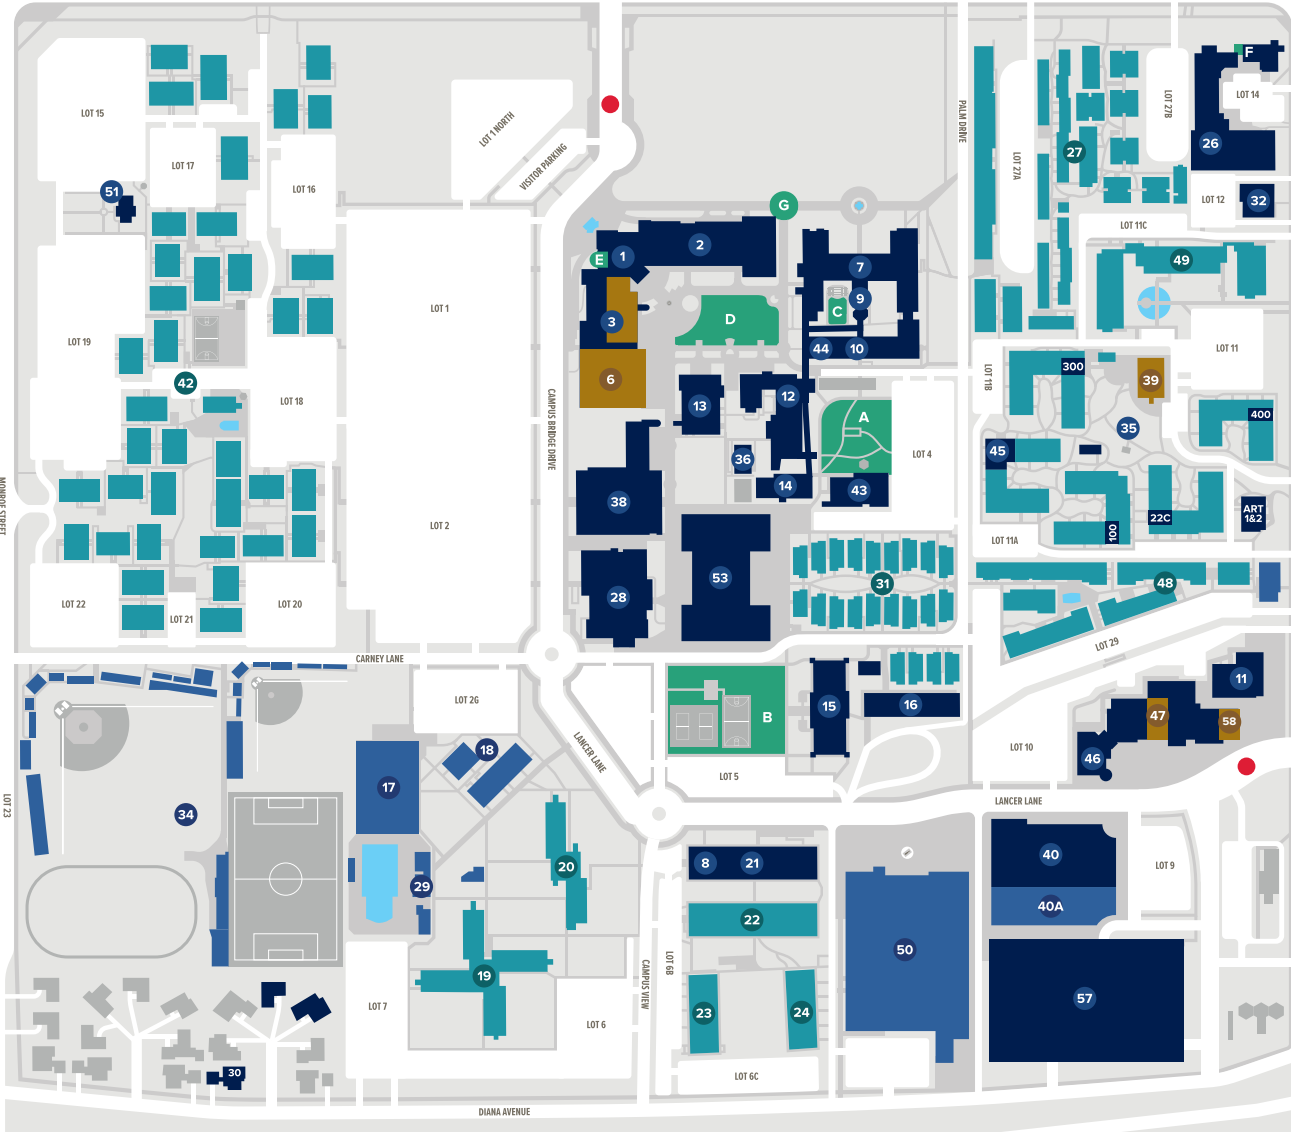 LOT 15
LOT 1 NORTH
VISITOR PARKING
PALM DRIVE
LOT 27A
LOT 27B
F
LOT 14
26
27
LOT 17
LOT 16
51
G
LOT 12
32
LOT 11C
E
1
2
7
49
9
C
LOT 1
3
D
LOT 19
44
10
LOT 11
42
6
LOT 11B
300
39
LOT 18
CAMPUS BRIDGE DRIVE
13
12
A
35
400
45
LOT 4
36
MONROE STREET
14
43
38
LOT 2
ART
1&2
22C
100
LOT 11A
53
28
31
48
LOT 22
LOT 21
LOT 20
LOT 29
CARNEY LANE
11
LOT 26
15
16
B
47
58
LANCER LANE
18
LOT 10
46
LOT 5
17
LOT 23
34
LANCER LANE
8
21
40
LOT 9
20
29
40A
22
50
LOT 6B
CAMPUS VIEW
19
57
LOT 7
23
24
LOT 6
30
LOT 6C
DIANA AVENUE